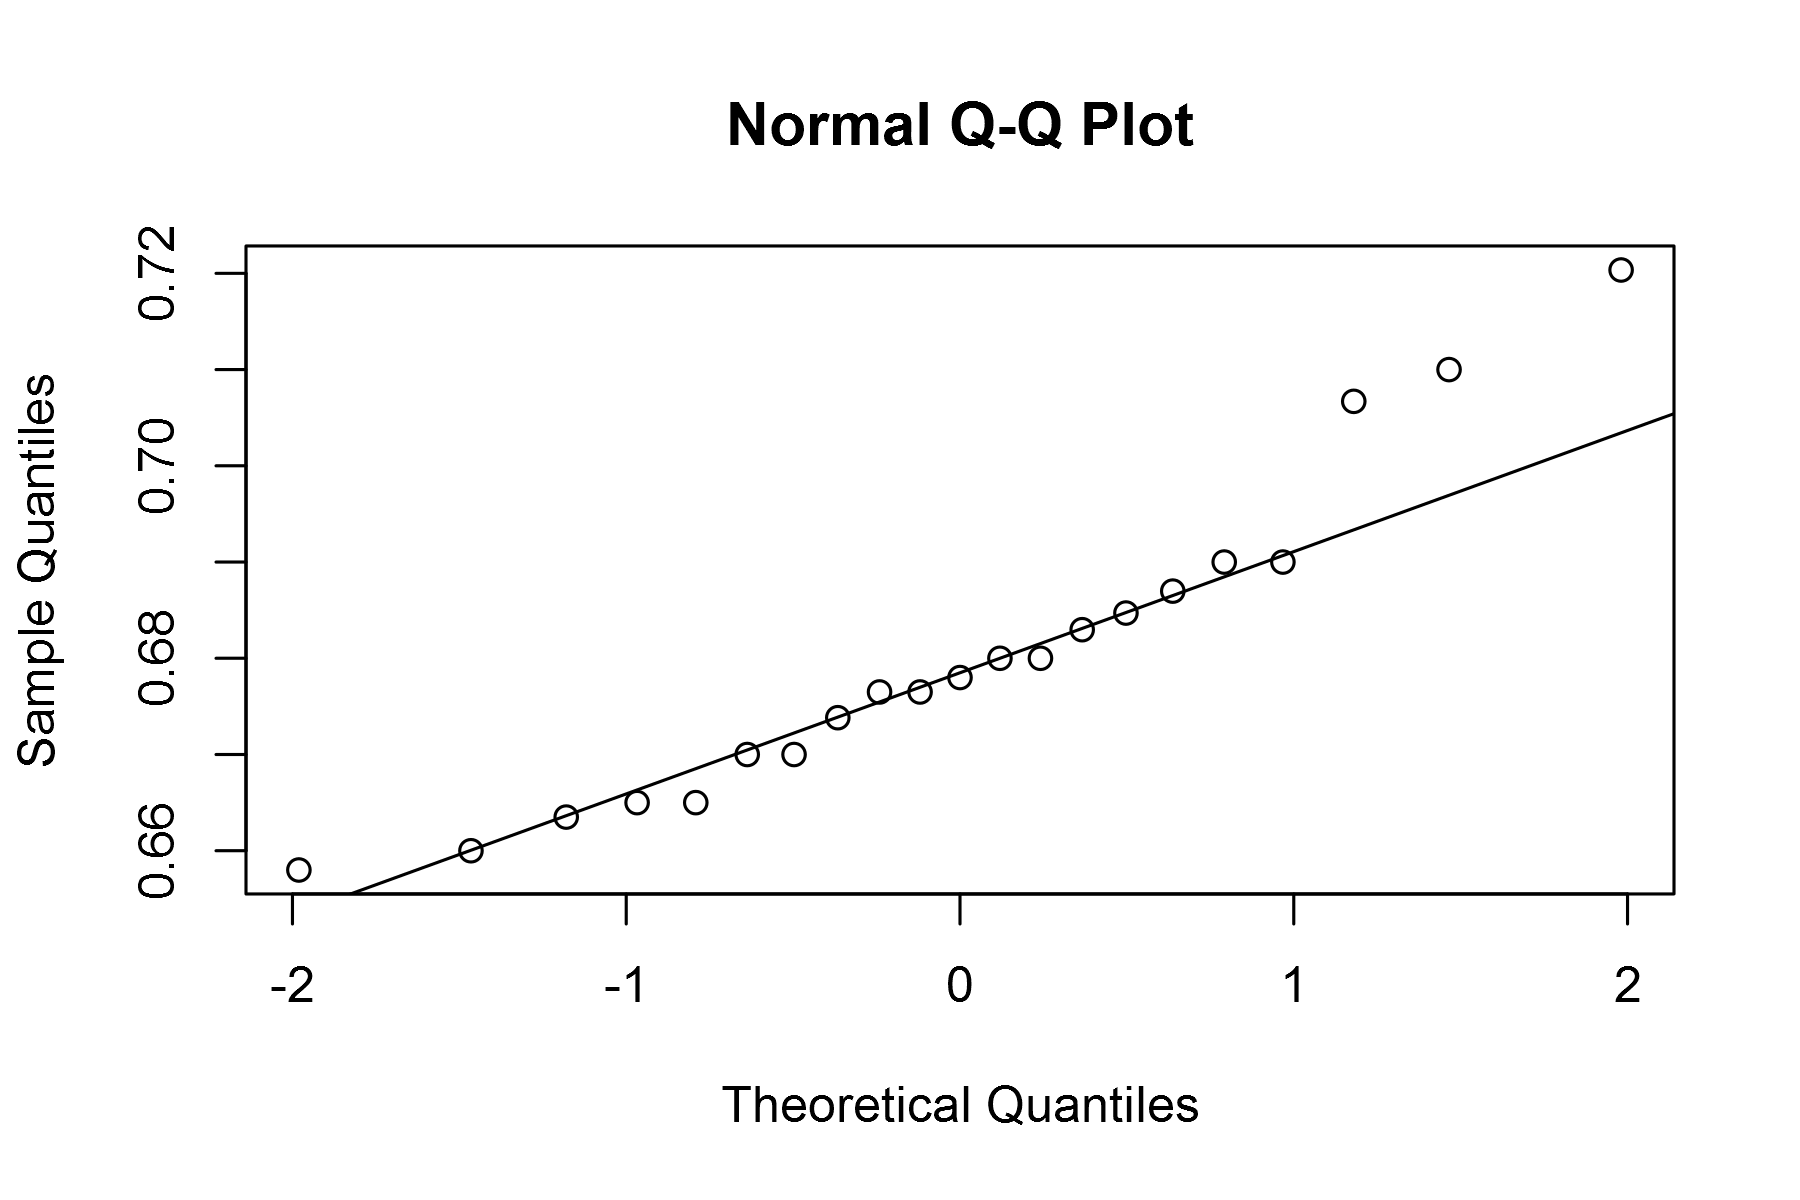 Normal Q-Q Plot
Sample Quantiles
0.72
0.70
0.68
0.66
-2 -1 0 1 2
Theoretical Quantiles